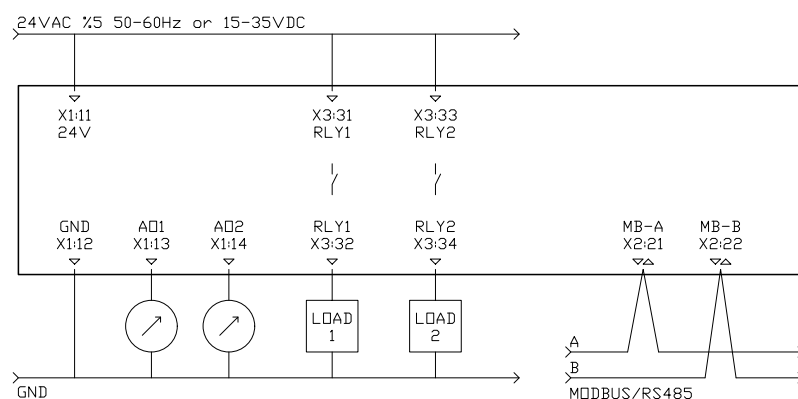 24VAC %5 50-60Hz or 15-35VDC
X1:11 X3:31 X3:33
24V RLY1 RLY2
GND AO1 AO2 RLY1 RLY2 MB-A MB-B
X1:12 X1:13 X1:14 X3:32 X3:34 X2:21 X2:22
LOAD LOAD
1 2
A
B
GND
MODBUS/RS485